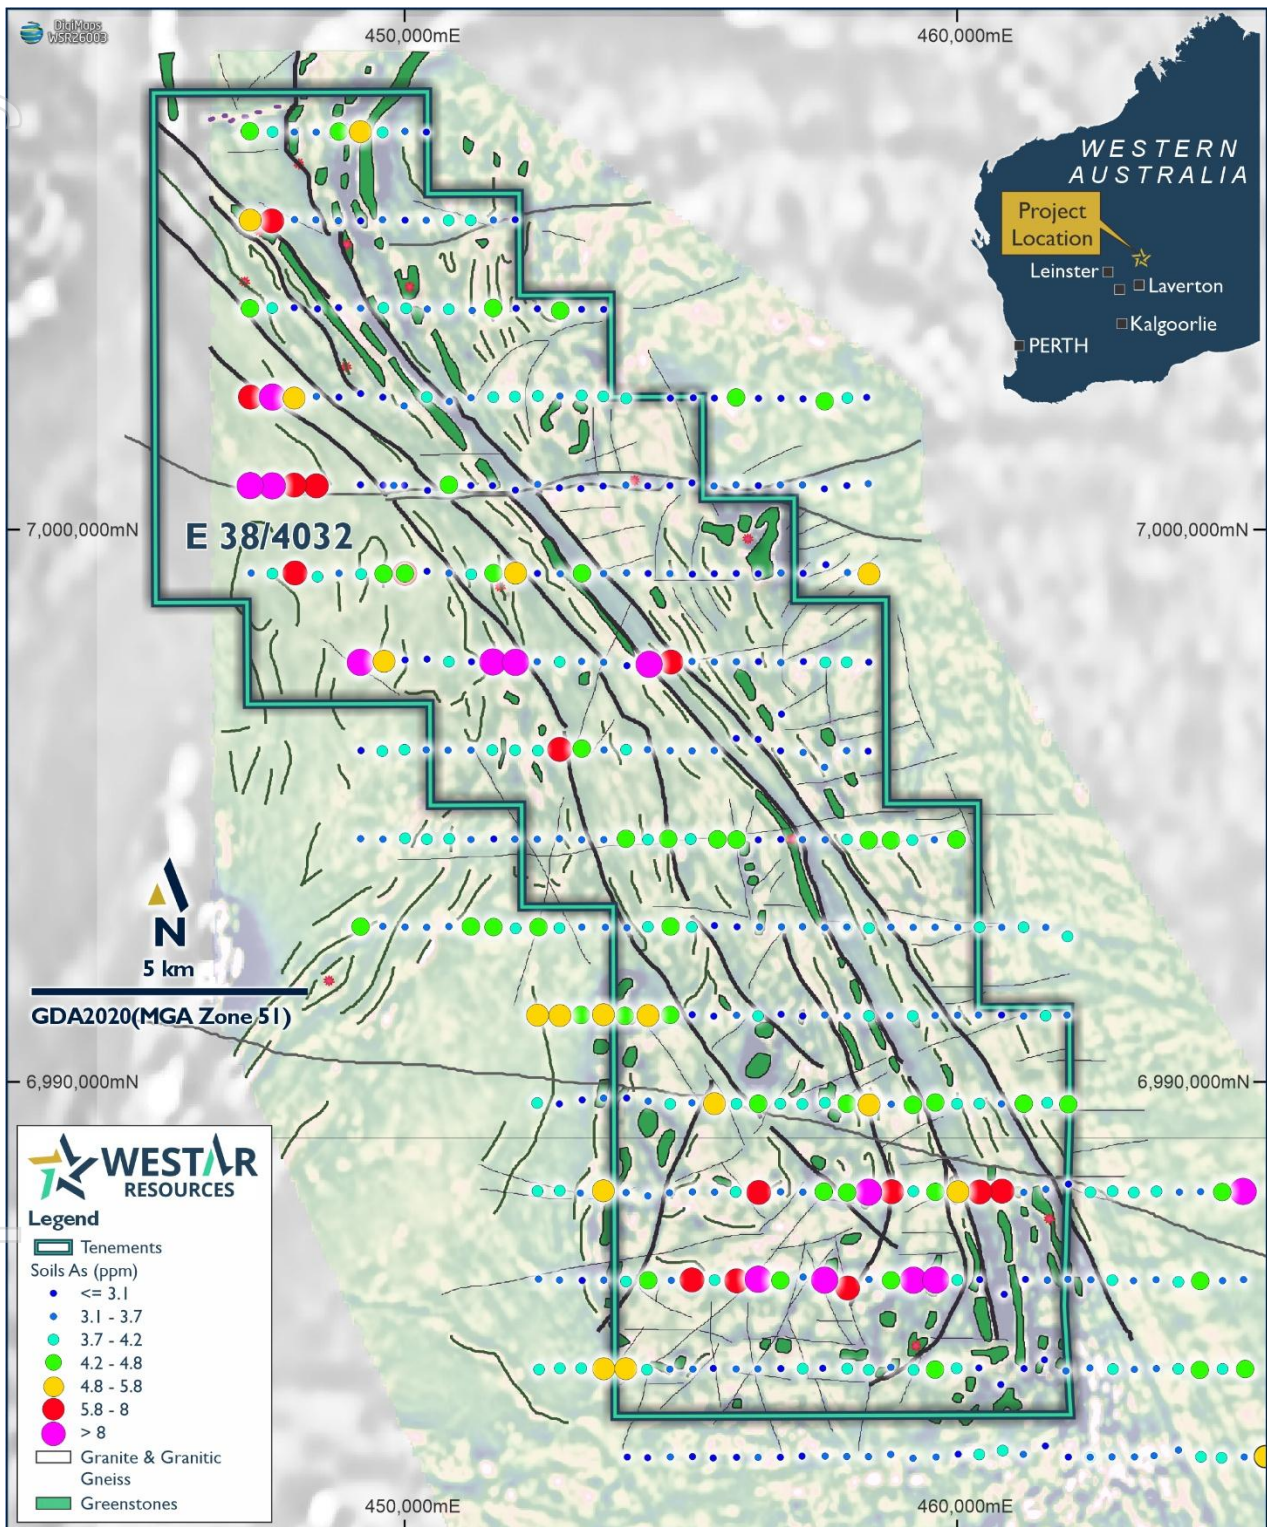 DigiMaps
WSR26003
450,000mE
460,000mE
WESTERN
AUSTRALIA
Project
Location
Leinster
Laverton
Kalgoorlie
PERTH
7,000,000mN
7,000,000mN
E 38/4032
N
5 km
GDA2020(MGA Zone 51)
6,990,000mN
6,990,000mN
WESTAR
RESOURCES
Legend
Tenements
Soils As (ppm)
<= 3.1
3.1 - 3.7
3.7 - 4.2
4.2 - 4.8
4.8 - 5.8
5.8 - 8
> 8
Granite & Granitic
Gneiss
Greenstones
450,000mE
460,000mE